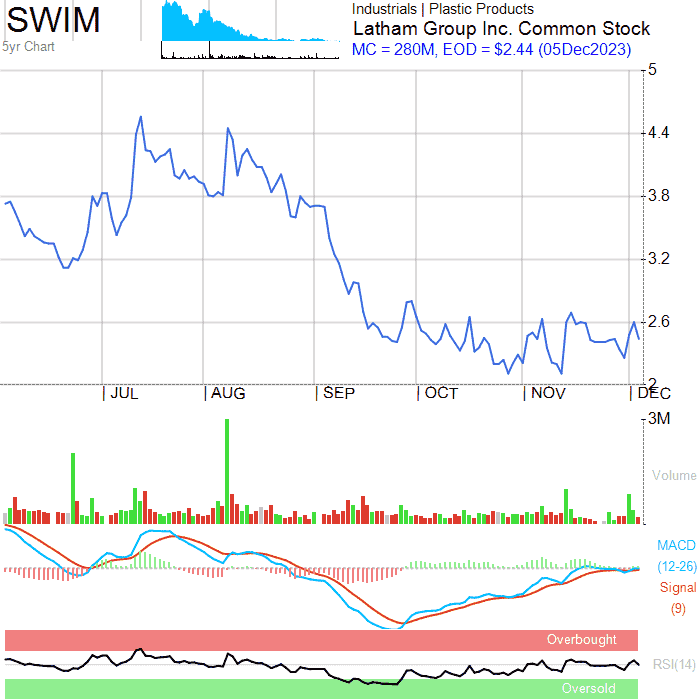 SWIM
5yr Chart
Industrials | Plastic Products
Latham Group Inc. Common Stock
MC = 280M, EOD = $2.44 (05Dec2023)
5
4.4
3.8
3.2
2.6
2
| JUL | AUG | SEP | OCT | NOV | DEC
3M
Volume
MACD
(12-26)
Signal
(9)
Overbought
RSI(14)
Oversold